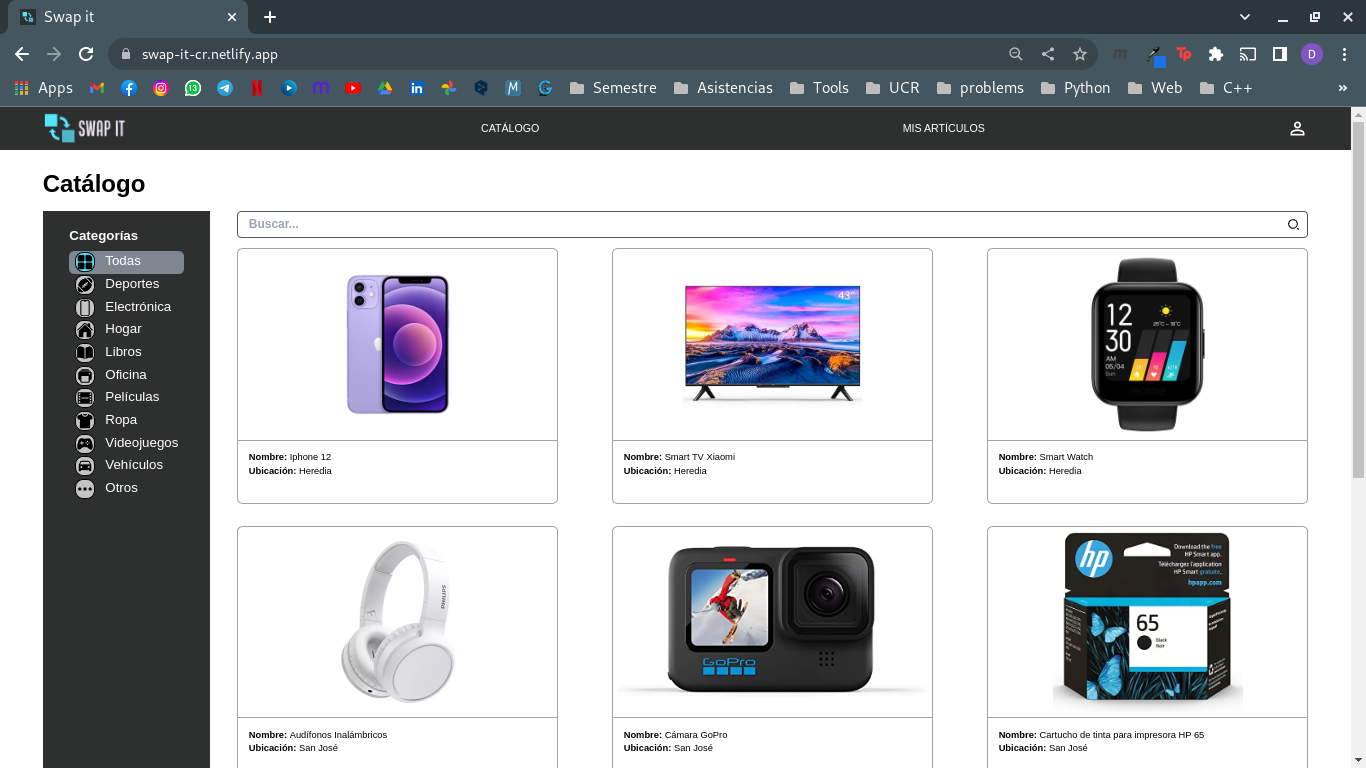 Swap it
swap-it-cr.netlify.app
D
Apps
13
Semestre
Asistencias
Tools
UCR
problems
Python
Web
C++
»
SWAP IT
CATÁLOGO
MIS ARTÍCULOS
Catálogo
Categorías
Todas
Deportes
Electrónica
Hogar
Libros
Oficina
Películas
Ropa
Videojuegos
Vehículos
Otros
Buscar...
43"
12
30
AM
05/04
Sun
Nombre: Iphone 12
Ubicación: Heredia
Nombre: Smart TV Xiaomi
Ubicación: Heredia
Nombre: Smart Watch
Ubicación: Heredia
PHILIPS
GoPro
hp
Download the free
HP Smart app.
Téléchargez l'application
HP Smart gratuite.
hpapp.com
65
Black
Noir
Nombre: Audífonos Inalámbricos
Ubicación: San José
Nombre: Cámara GoPro
Ubicación: San José
Nombre: Cartucho de tinta para impresora HP 65
Ubicación: San José